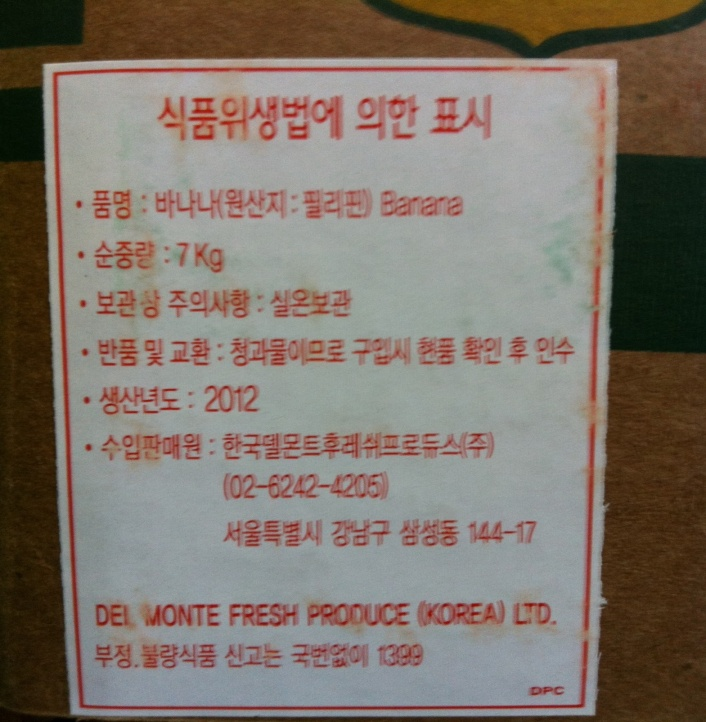 식품위생법에 의한 표시
• 품명 : 바나나(원산지 : 필리핀) Banana
• 순중량 : 7Kg
• 보관상 주의사항 : 실온보관
• 반품 및 교환 : 청과물이므로 구입시 현품 확인 후 인수
• 생산년도 : 2012
• 수입판매원 : 한국델몬트후레쉬프로듀스(주)
(02-6242-4205)
서울특별시 강남구 삼성동 144-17
DEL MONTE FRESH PRODUCE (KOREA) LTD.
부정,불량식품 신고는 국번없이 1399
DPC